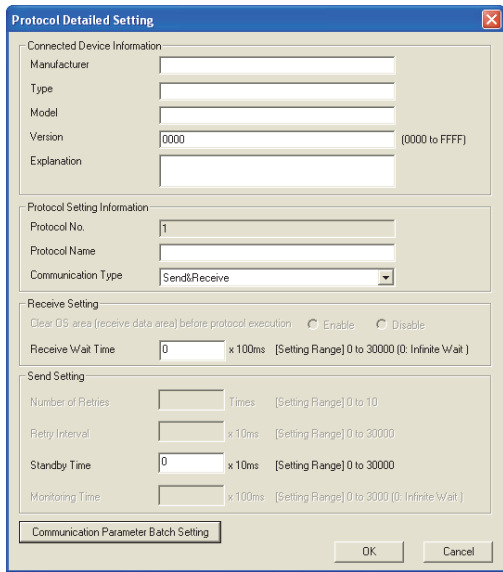 Protocol Detailed Setting
Connected Device Information
Manufacturer
Type
Model
Version 0000 (0000 to FFFF)
Explanation
Protocol Setting Information
Protocol No. 1
Protocol Name
Communication Type Send&Receive
Receive Setting
Clear OS area (receive data area) before protocol execution Enable Disable
Receive Wait Time 0 x 100ms [Setting Range] 0 to 30000 (0: Infinite Wait )
Send Setting
Number of Retries Times [Setting Range] 0 to 10
Retry Interval x 10ms [Setting Range] 0 to 30000
Standby Time 0 x 10ms [Setting Range] 0 to 30000
Monitoring Time x 100ms [Setting Range] 0 to 3000 (0: Infinite Wait )
Communication Parameter Batch Setting
OK Cancel